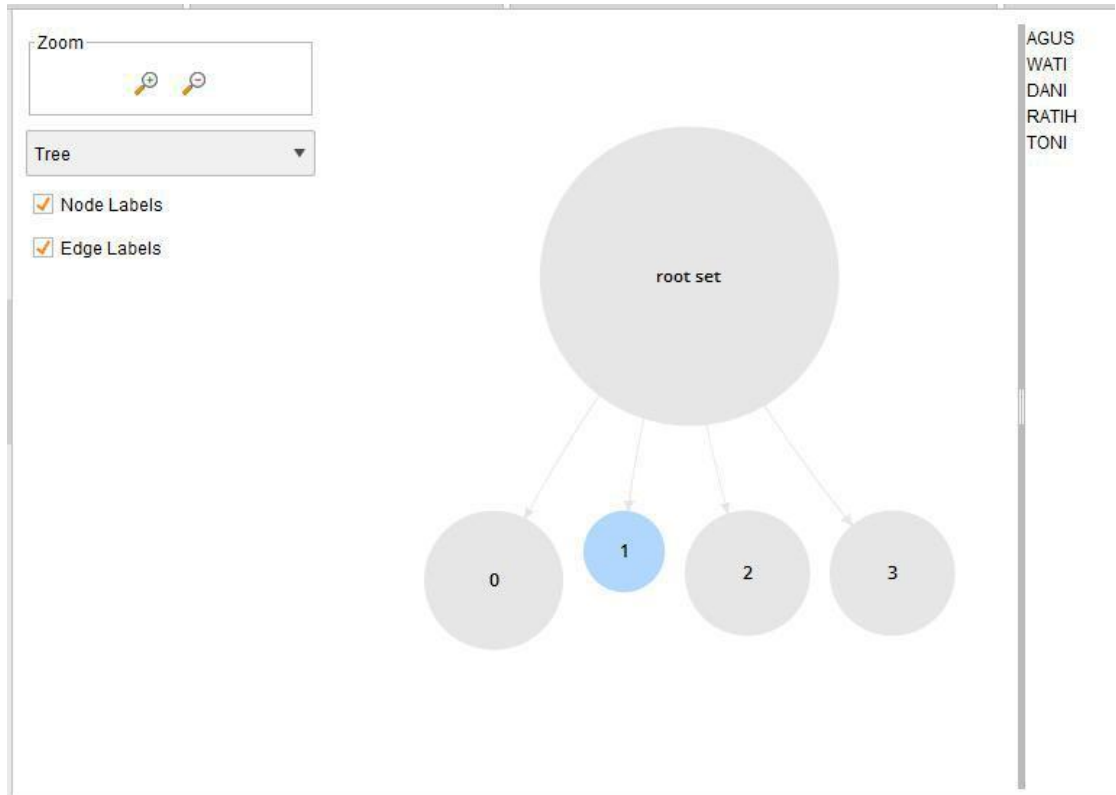 Zoom
Tree
Node Labels
Edge Labels
root set
0
1
2
3
AGUS
WATI
DANI
RATIH
TONI